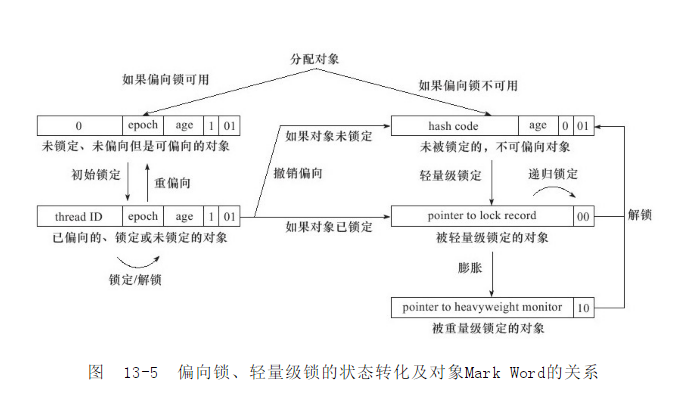 分配对象
如果偏向锁可用
如果偏向锁不可用
0 epoch age 1 01
未锁定、未偏向但是可偏向的对象
hash code age 0 01
未被锁定的，不可偏向对象
如果对象未锁定
初始锁定
重偏向
撤销偏向
轻量级锁定
递归锁定
thread ID epoch age 1 01
已偏向的、锁定或未锁定的对象
如果对象已锁定
pointer to lock record 00
被轻量级锁定的对象
解锁
锁定/解锁
膨胀
pointer to heavyweight monitor 10
被重量级锁定的对象
图 13-5 偏向锁、轻量级锁的状态转化及对象Mark Word的关系